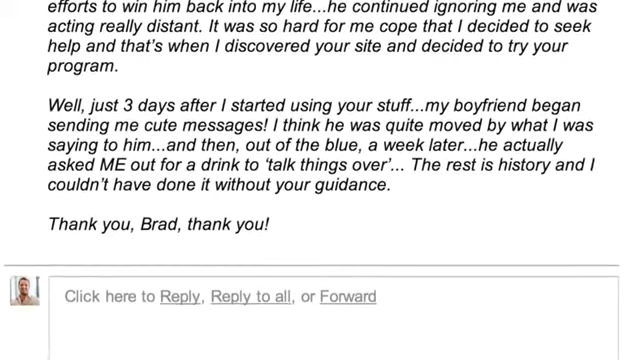 efforts to win him back into my life...he continued ignoring me and was
acting really distant. It was so hard for me cope that I decided to seek
help and that's when I discovered your site and decided to try your
program.
Well, just 3 days after I started using your stuff...my boyfriend began
sending me cute messages! I think he was quite moved by what I was
saying to him...and then, out of the blue, a week later...he actually
asked ME out for a drink to ‘talk things over’... The rest is history and I
couldn’t have done it without your guidance.
Thank you, Brad, thank you!
Click here to Reply, Reply to all, or Forward